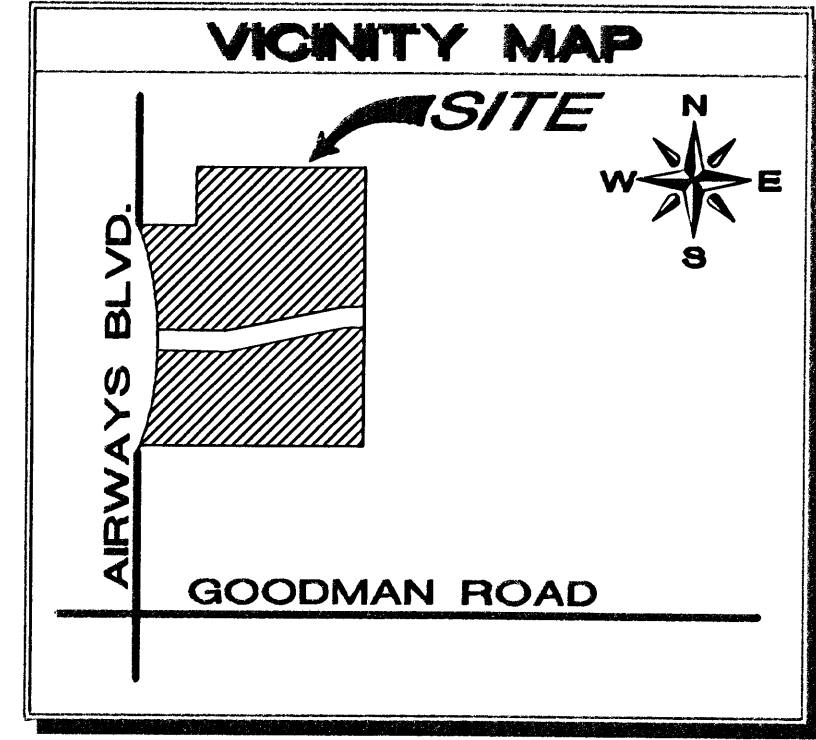 VICINITY MAP
SITE
N
W E
S
AIRWAYS BLVD.
GOODMAN ROAD